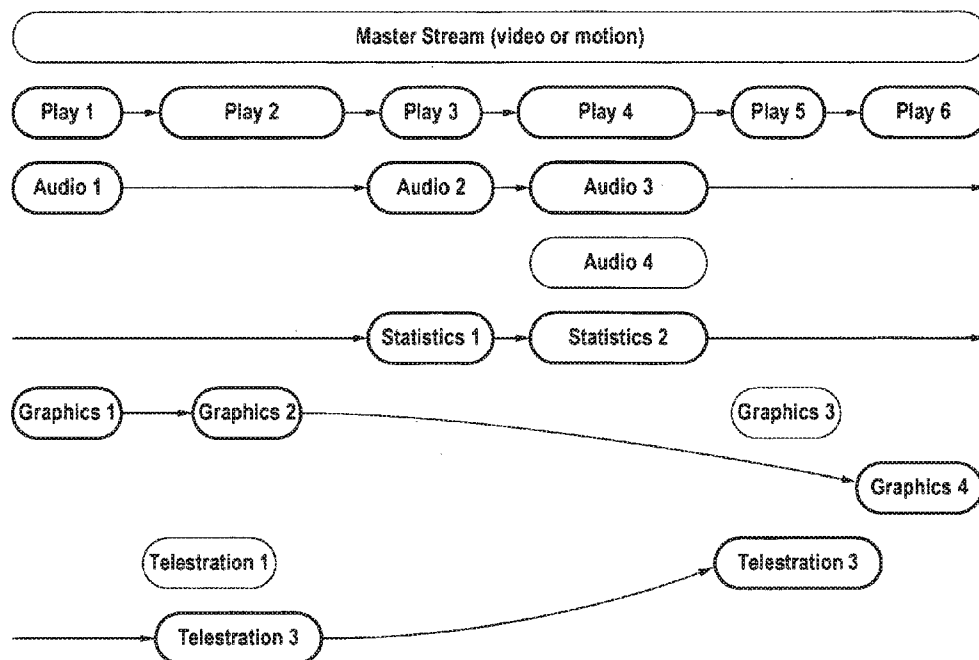 Master Stream (video or motion)
Play 1 Play 2 Play 3 Play 4 Play 5 Play 6
Audio 1 Audio 2 Audio 3
Audio 4
Statistics 1 Statistics 2
Graphics 1 Graphics 2 Graphics 3
Graphics 4
Telestration 1 Telestration 3
Telestration 3